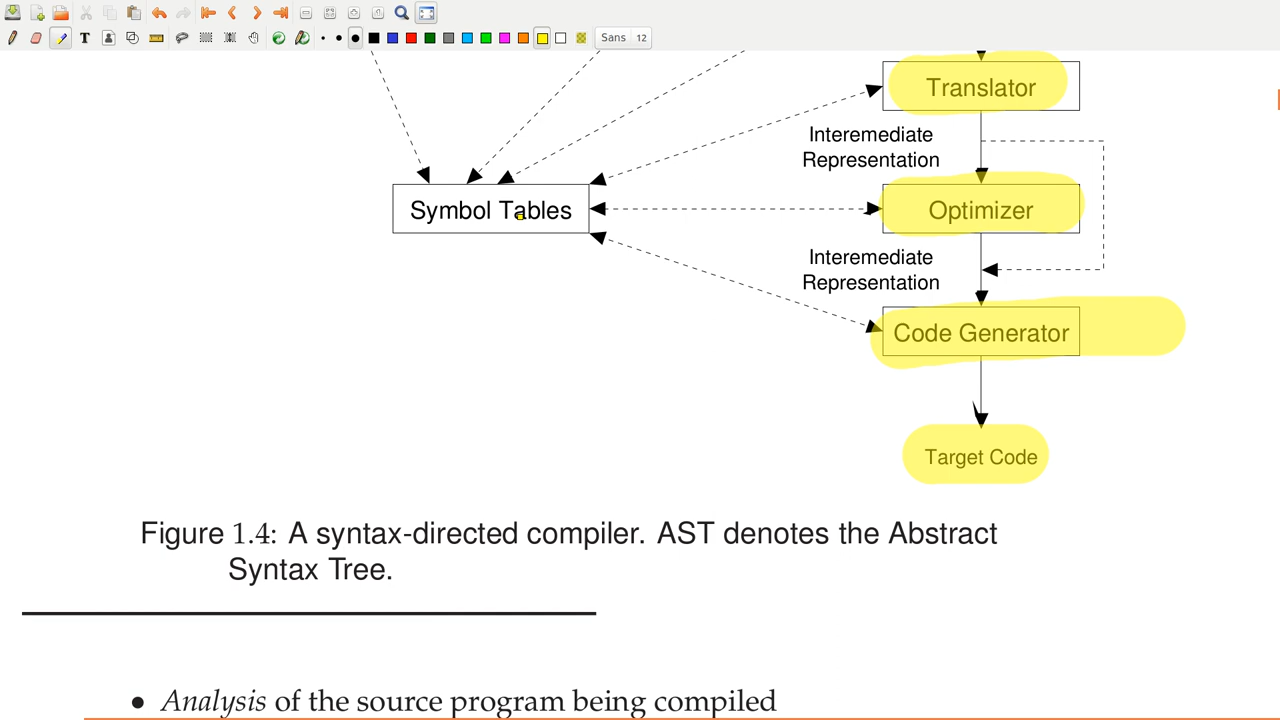 T
Sans 12
Translator
Interemediate
Representation
Symbol Tables
Optimizer
Interemediate
Representation
Code Generator
Target Code
Figure 1.4: A syntax-directed compiler. AST denotes the Abstract
Syntax Tree.
• Analysis of the source program being compiled